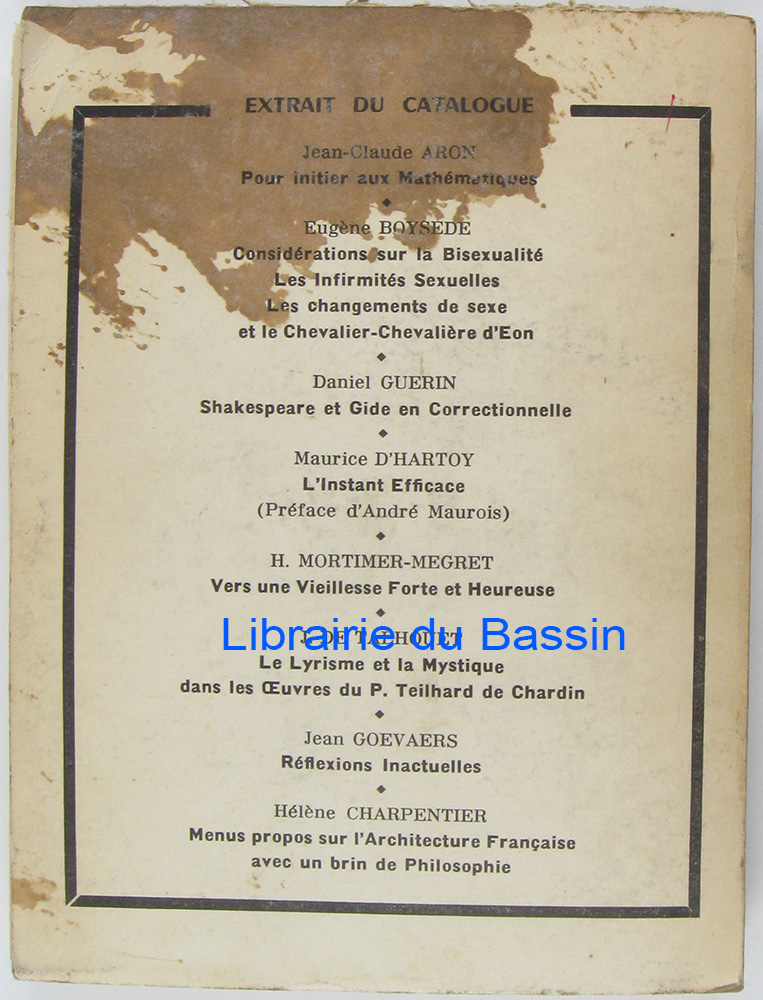 EXTRAIT DU CATALOGUE
Jean-Claude ARON
Pour initier aux Mathématiques
Eugène BOYSEDE
Considérations sur la Bisexualité
Les Infirmités Sexuelles
Les changements de sexe
et le Chevalier-Chevalière d'Eon
Daniel GUERIN
Shakespeare et Gide en Correctionnelle
Maurice D'HARTOY
L'Instant Efficace
(Préface d'André Maurois)
H. MORTIMER-MEGRET
Vers une Vieillesse Forte et Heureuse
Librairie du Bassin
J. DE TALHOUET
Le Lyrisme et la Mystique
dans les Œuvres du P. Teilhard de Chardin
Jean GOEVAERS
Réflexions Inactuelles
Hélène CHARPENTIER
Menus propos sur l'Architecture Française
avec un brin de Philosophie